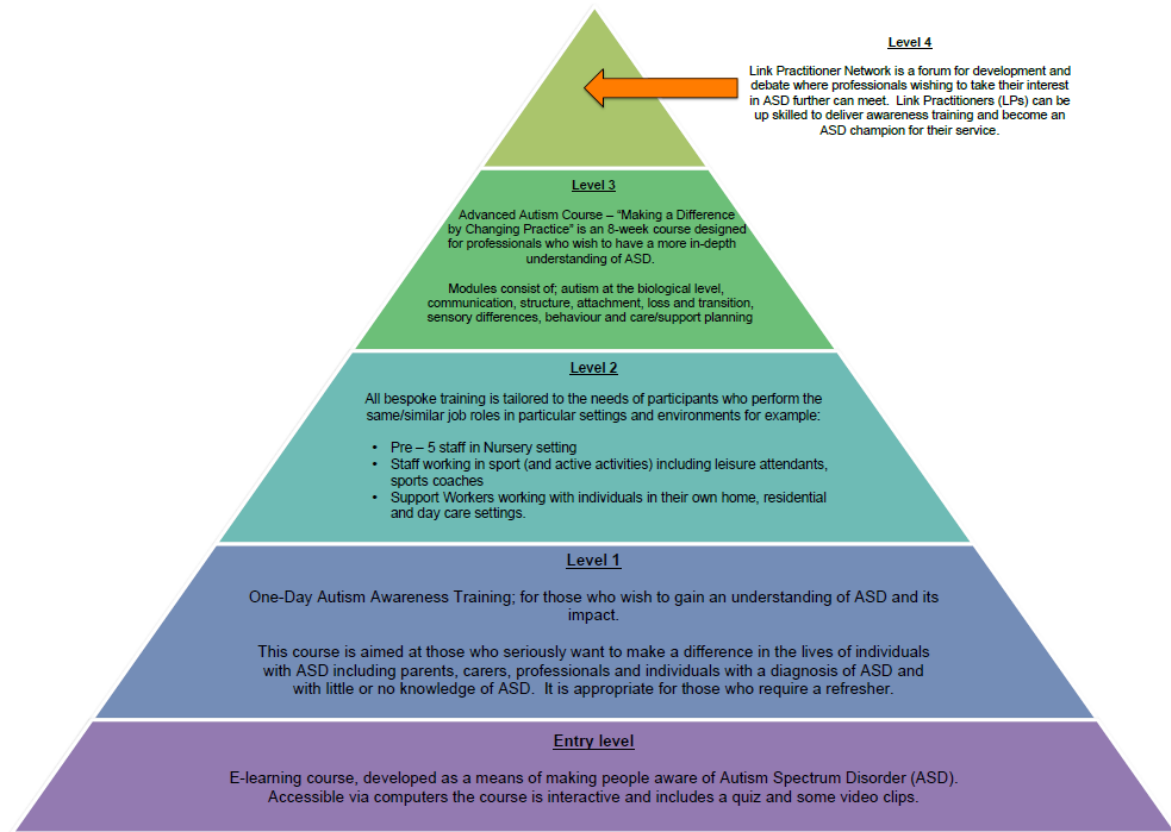 Level 4
Link Practitioner Network is a forum for development and
debate where professionals wishing to take their interest
in ASD further can meet.  Link Practitioners (LPs) can be
up skilled to deliver awareness training and become an
ASD champion for their service.
Level 3
Advanced Autism Course – “Making a Difference
by Changing Practice” is an 8-week course designed
for professionals who wish to have a more in-depth
understanding of ASD.
Modules consist of; autism at the biological level,
communication, structure, attachment, loss and transition,
sensory differences, behaviour and care/support planning
Level 2
All bespoke training is tailored to the needs of participants who perform the
same/similar job roles in particular settings and environments for example:
• Pre – 5 staff in Nursery setting
• Staff working in sport (and active activities) including leisure attendants,
sports coaches
• Support Workers working with individuals in their own home, residential
and day care settings.
Level 1
One-Day Autism Awareness Training; for those who wish to gain an understanding of ASD and its
impact.
This course is aimed at those who seriously want to make a difference in the lives of individuals
with ASD including parents, carers, professionals and individuals with a diagnosis of ASD and
with little or no knowledge of ASD.  It is appropriate for those who require a refresher.
Entry level
E-learning course, developed as a means of making people aware of Autism Spectrum Disorder (ASD).
Accessible via computers the course is interactive and includes a quiz and some video clips.